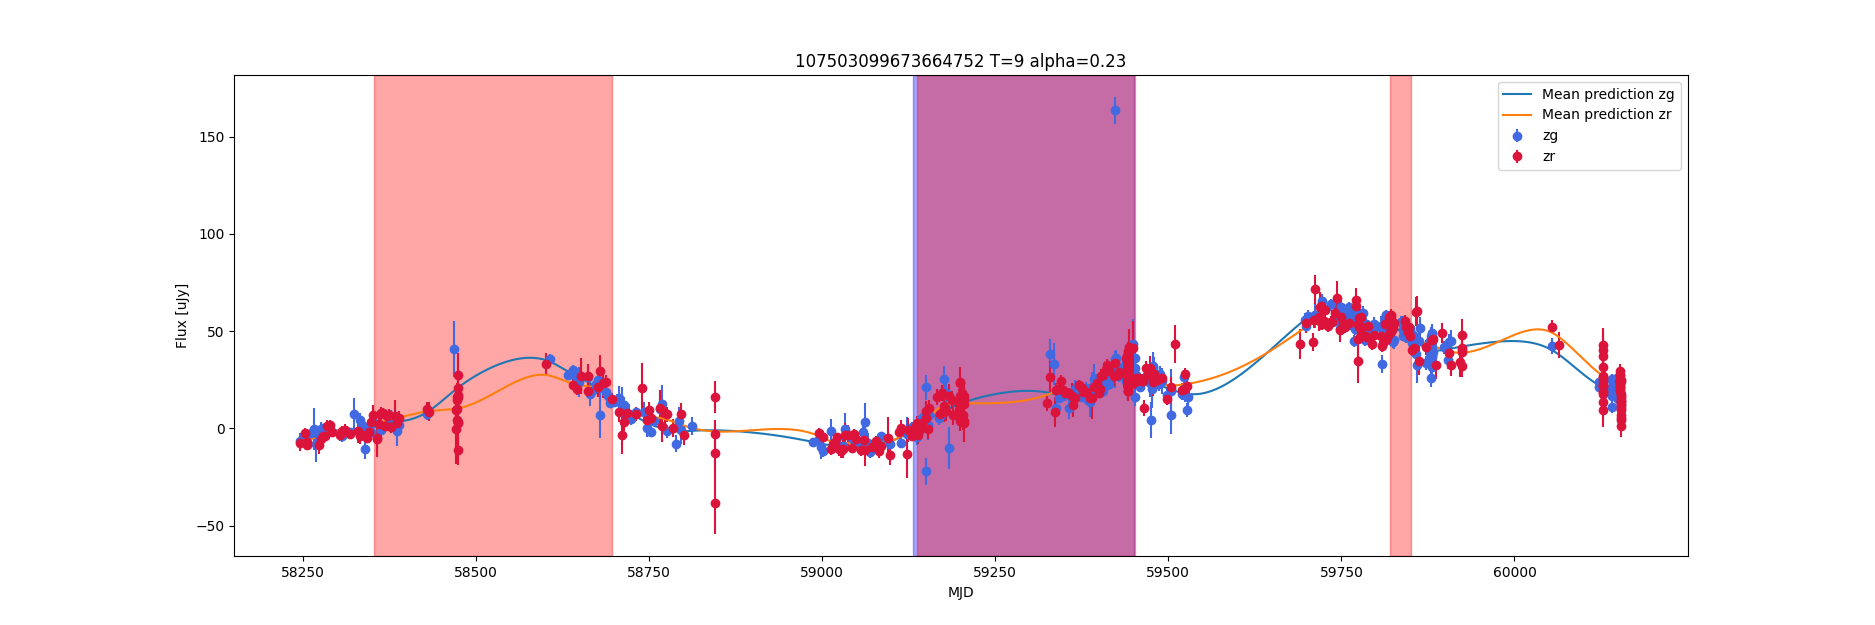 107503099673664752 T=9 alpha=0.23
Mean prediction zg
Mean prediction zr
zg
zr
Flux [uJy]
150
100
50
0
−50
58250 58500 58750 59000 59250 59500 59750 60000
MJD